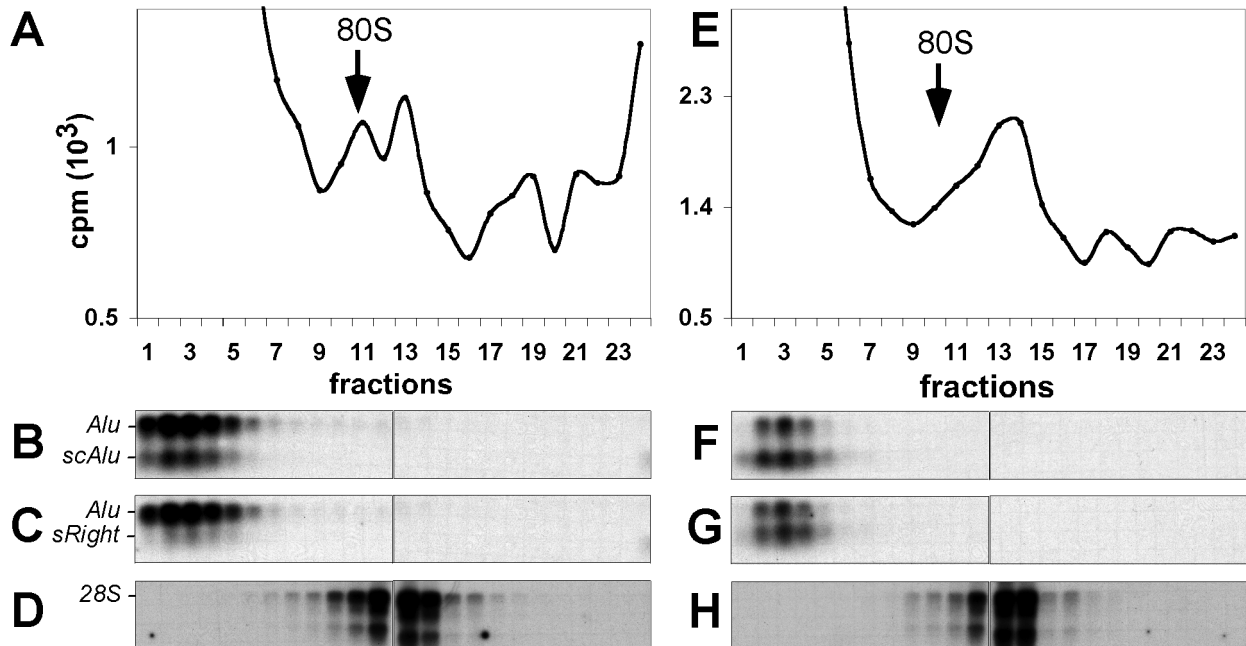 A
80S
cpm (10³)
1
0.5
1 3 5 7 9 11 13 15 17 19 21 23
fractions
B
Alu
scAlu
C
Alu
sRight
D
28S
E
80S
2.3
1.4
0.5
1 3 5 7 9 11 13 15 17 19 21 23
fractions
F
G
H